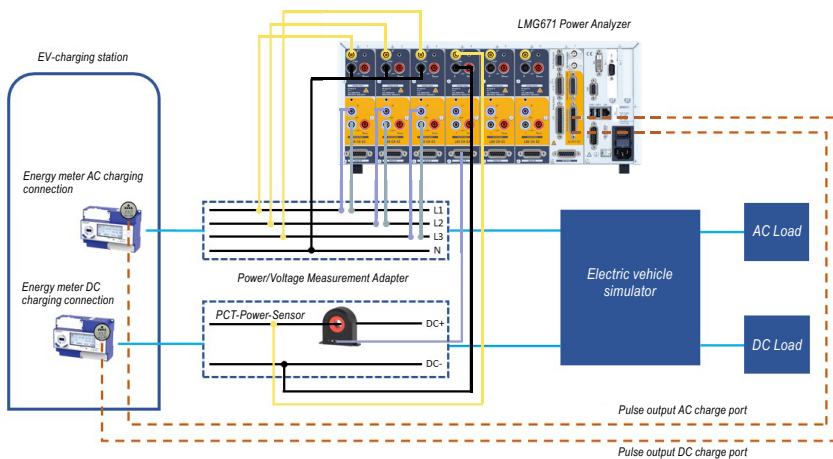 LMG671 Power Analyzer
EV-charging station
Energy meter AC charging
connection
L1
L2
L3
N
Power/Voltage Measurement Adapter
Energy meter DC
charging connection
PCT-Power-Sensor
DC+
DC-
Electric vehicle
simulator
AC Load
DC Load
Pulse output AC charge port
Pulse output DC charge port